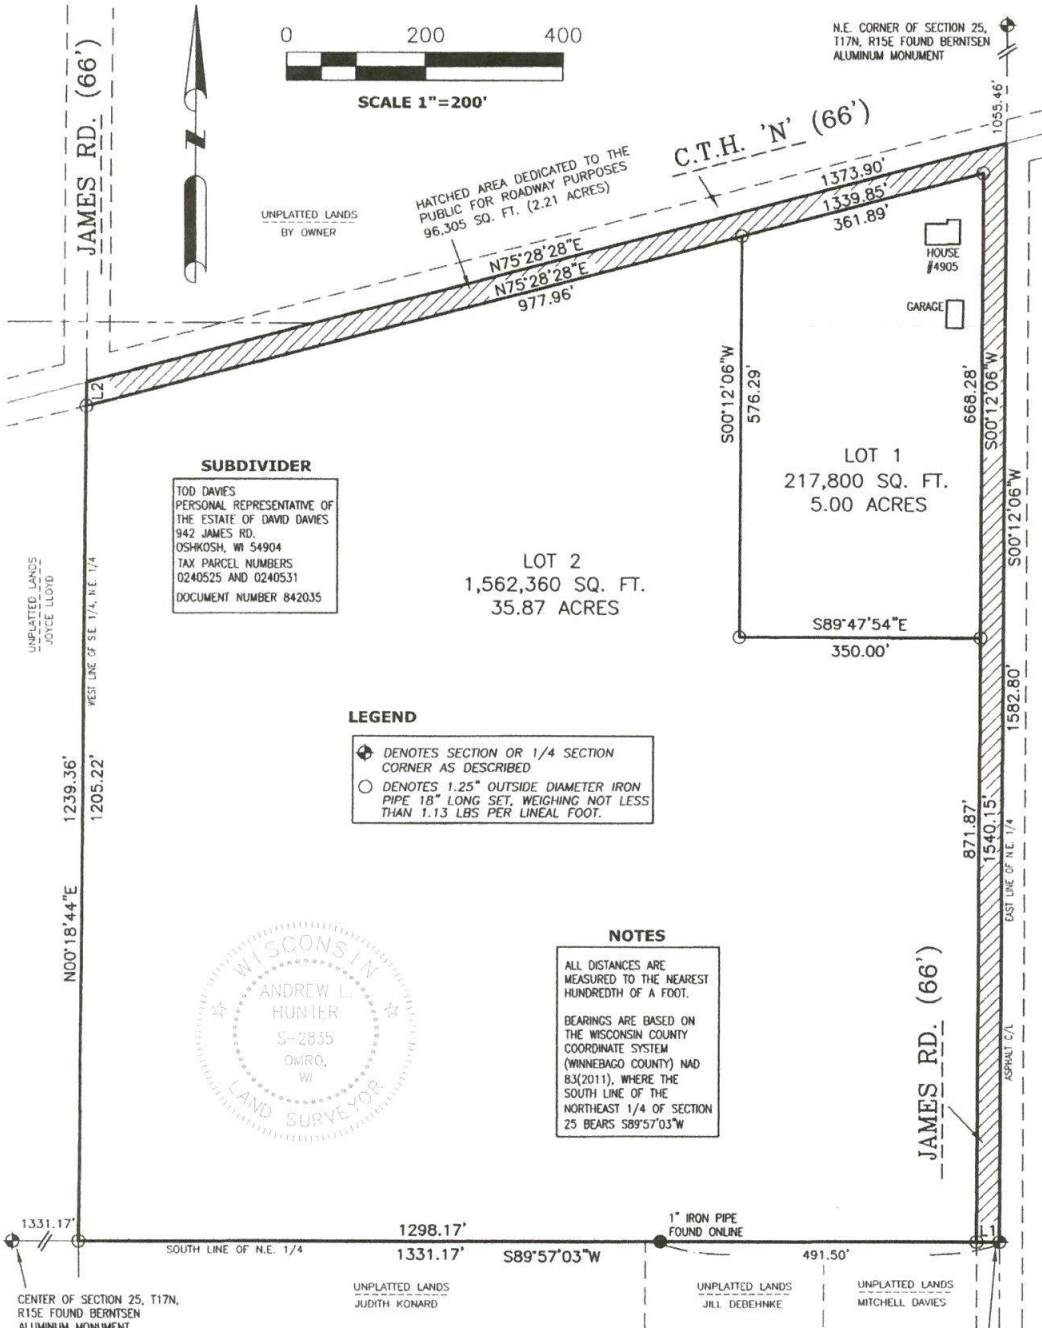 0 200 400
SCALE 1"=200'
N.E. CORNER OF SECTION 25,
T17N, R15E FOUND BERNTSEN
ALUMINUM MONUMENT
JAMES RD. (66')
N
1055.46'
C.T.H. 'N' (66')
HATCHED AREA DEDICATED TO THE
PUBLIC FOR ROADWAY PURPOSES
96,305 SQ. FT. (2.21 ACRES)
UNPLATTED LANDS
BY OWNER
1373.90'
1339.85'
361.89'
N75°28'28"E
N75°28'28"E
977.96'
HOUSE
#4905
GARAGE
L2
S00°12'06"W
576.29'
668.28'
S00°12'06"W
S00°12'06"W
LOT 1
217,800 SQ. FT.
5.00 ACRES
SUBDIVIDER
TOD DAVIES
PERSONAL REPRESENTATIVE OF
THE ESTATE OF DAVID DAVIES
942 JAMES RD.
OSHKOSH, WI 54904
TAX PARCEL NUMBERS
0240525 AND 0240531
DOCUMENT NUMBER 842035
UNPLATTED LANDS
JOYCE LLOYD
WEST LINE OF S.E. 1/4, N.E. 1/4
LOT 2
1,562,360 SQ. FT.
35.87 ACRES
S89°47'54"E
350.00'
1582.80'
LEGEND
DENOTES SECTION OR 1/4 SECTION
CORNER AS DESCRIBED
DENOTES 1.25" OUTSIDE DIAMETER IRON
PIPE 18" LONG SET, WEIGHING NOT LESS
THAN 1.13 LBS PER LINEAL FOOT.
1239.36'
1205.22'
N00°18'44"E
871.87'
1540.15'
EAST LINE OF N.E. 1/4
WISCONSIN
ANDREW L.
HUNTER
S-2835
OMRO,
WI
LAND SURVEYOR
NOTES
ALL DISTANCES ARE
MEASURED TO THE NEAREST
HUNDREDTH OF A FOOT.
BEARINGS ARE BASED ON
THE WISCONSIN COUNTY
COORDINATE SYSTEM
(WINNEBAGO COUNTY) NAD
83(2011), WHERE THE
SOUTH LINE OF THE
NORTHEAST 1/4 OF SECTION
25 BEARS S89°57'03"W
JAMES RD. (66')
ASPHALT C/L
1331.17'
SOUTH LINE OF N.E. 1/4
1298.17'
1331.17' S89°57'03"W
1" IRON PIPE
FOUND ONLINE
L1
491.50'
CENTER OF SECTION 25, T17N,
R15E FOUND BERNTSEN
ALUMINUM MONUMENT
UNPLATTED LANDS
JUDITH KONARD
UNPLATTED LANDS
JILL DEBEHNKE
UNPLATTED LANDS
MITCHELL DAVIES